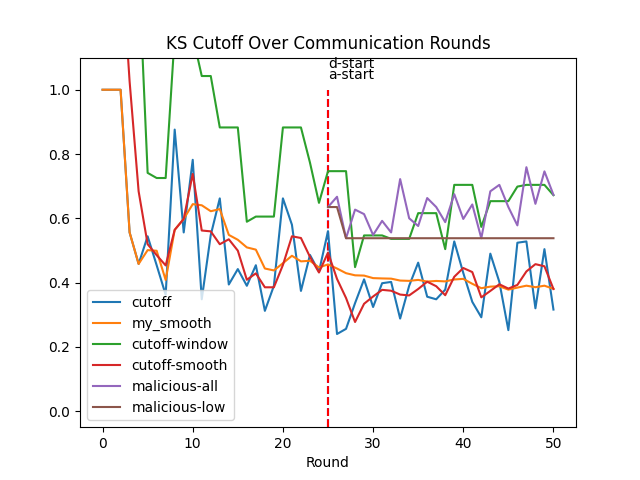 KS Cutoff Over Communication Rounds
d-start
a-start
1.0
0.8
0.6
0.4
0.2
0.0
cutoff
my_smooth
cutoff-window
cutoff-smooth
malicious-all
malicious-low
0 10 20 30 40 50
Round